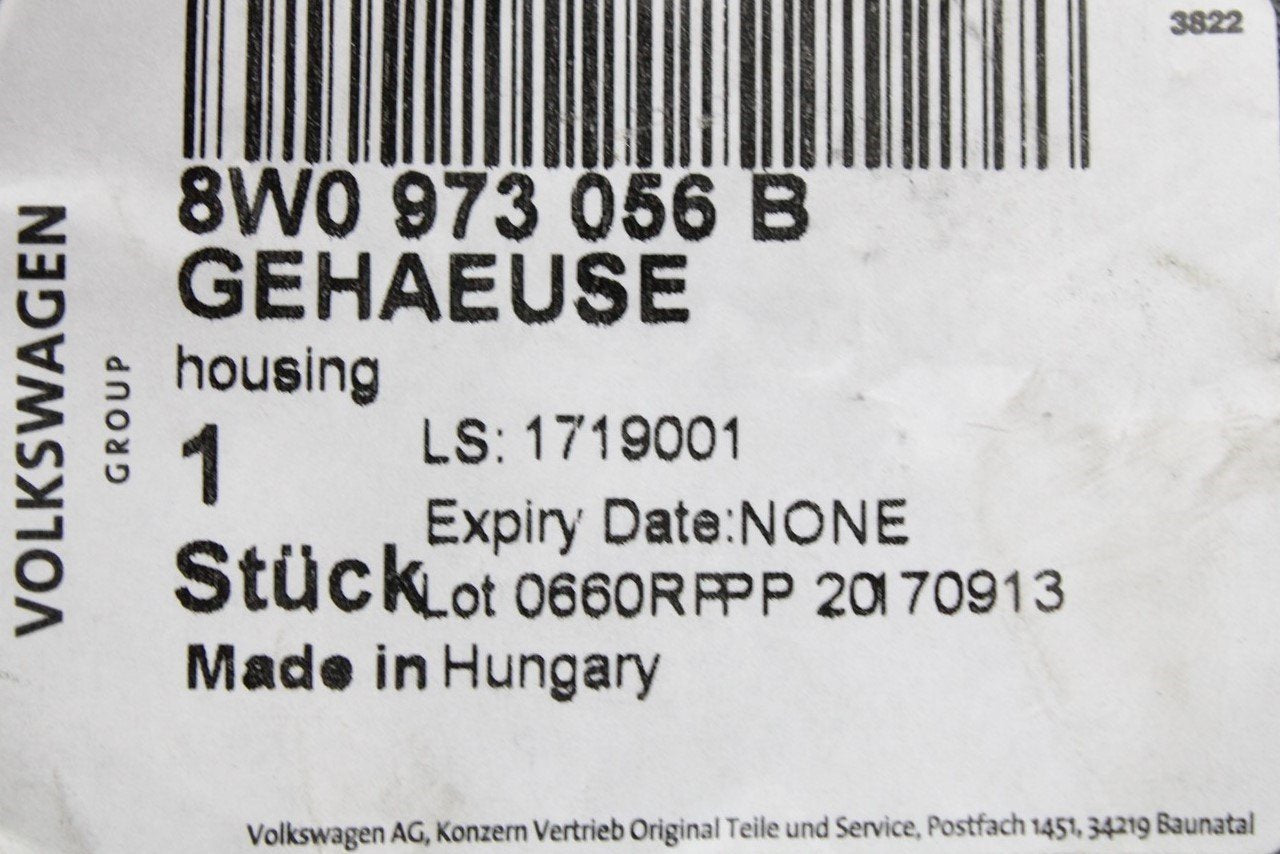 3822
8W0 973 056 B
GEHAEUSE
housing
1
LS: 1719001
Expiry Date:NONE
Stück
Lot 0660RPPP 20170913
Made in Hungary
VOLKSWAGEN
GROUP
Volkswagen AG, Konzern Vertrieb Original Teile und Service, Postfach 1451, 34219 Baunatal